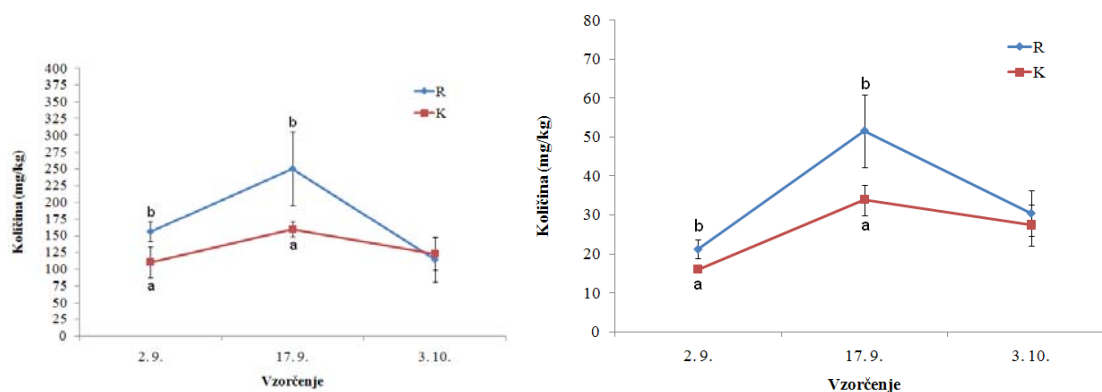 400
375
350
325
300
275
250
225
200
175
150
125
100
75
50
25
0
Količina (mg/kg)
R
K
b
b
a
a
2. 9.
17. 9.
3. 10.
Vzorčenje
80
70
60
50
40
30
20
10
0
Količina (mg/kg)
R
K
b
b
a
a
2. 9.
17. 9.
3. 10.
Vzorčenje